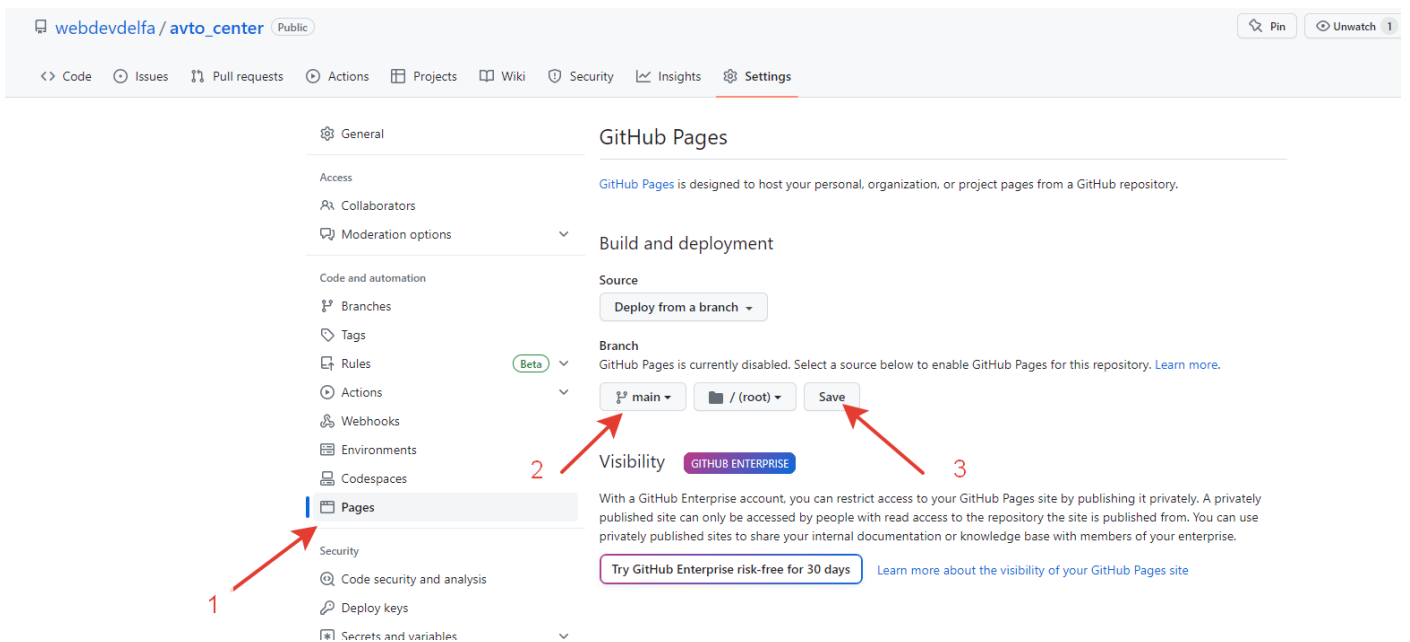 webdevdelfa / avto_center Public
Pin
Unwatch 1
Code Issues Pull requests Actions Projects Wiki Security Insights Settings
General
Access
Collaborators
Moderation options
Code and automation
Branches
Tags
Rules Beta
Actions
Webhooks
Environments
Codespaces
Pages
Security
Code security and analysis
Deploy keys
Secrets and variables
GitHub Pages
GitHub Pages is designed to host your personal, organization, or project pages from a GitHub repository.
Build and deployment
Source
Deploy from a branch
Branch
GitHub Pages is currently disabled. Select a source below to enable GitHub Pages for this repository. Learn more.
main / (root) Save
Visibility GITHUB ENTERPRISE
With a GitHub Enterprise account, you can restrict access to your GitHub Pages site by publishing it privately. A privately
published site can only be accessed by people with read access to the repository the site is published from. You can use
privately published sites to share your internal documentation or knowledge base with members of your enterprise.
Try GitHub Enterprise risk-free for 30 days Learn more about the visibility of your GitHub Pages site
1
2
3